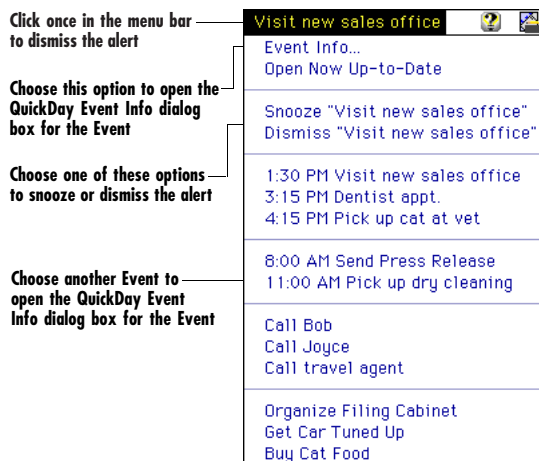 Click once in the menu bar
to dismiss the alert
Choose this option to open the
QuickDay Event Info dialog
box for the Event
Choose one of these options
to snooze or dismiss the alert
Choose another Event to
open the QuickDay Event
Info dialog box for the Event
Visit new sales office
Event Info...
Open Now Up-to-Date
Snooze "Visit new sales office"
Dismiss "Visit new sales office"
1:30 PM Visit new sales office
3:15 PM Dentist appt.
4:15 PM Pick up cat at vet
8:00 AM Send Press Release
11:00 AM Pick up dry cleaning
Call Bob
Call Joyce
Call travel agent
Organize Filing Cabinet
Get Car Tuned Up
Buy Cat Food